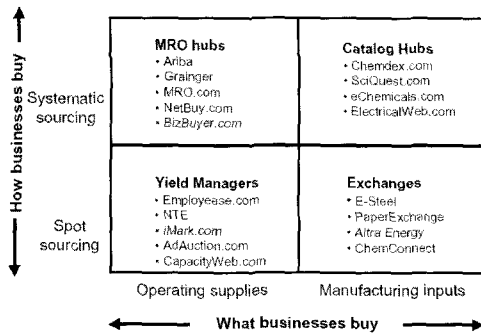 How businesses buy
Systematic
sourcing
MRO hubs
• Ariba
• Grainger
• MRO.com
• NetBuy.com
• BizBuyer.com
Catalog Hubs
• Chemdex.com
• SciQuest.com
• eChemicals.com
• ElectricalWeb.com
Spot
sourcing
Yield Managers
• Employease.com
• NTE
• iMark.com
• AdAuction.com
• CapacityWeb.com
Exchanges
• E-Steel
• PaperExchange
• Altra Energy
• ChemConnect
Operating supplies
Manufacturing inputs
What businesses buy